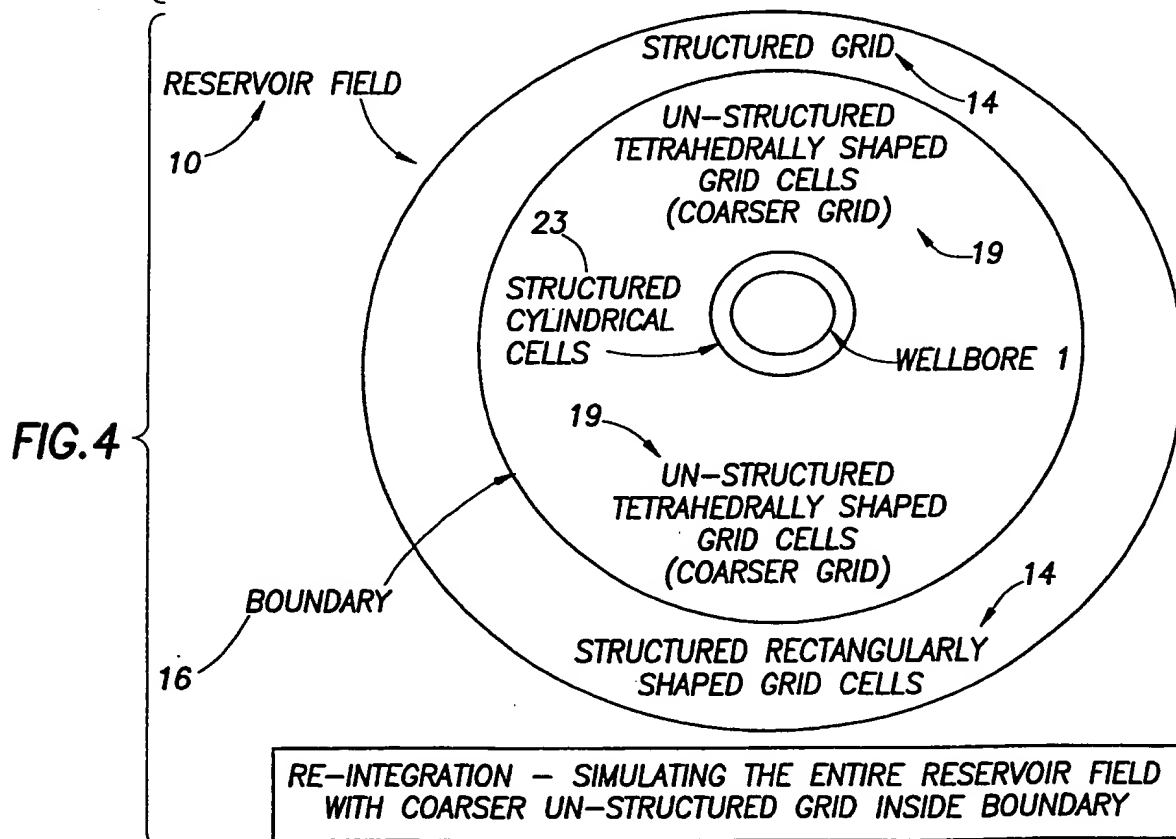 STRUCTURED GRID
14
RESERVOIR FIELD
10
UN-STRUCTURED
TETRAHEDRALLY SHAPED
GRID CELLS
(COARSER GRID)
19
23
STRUCTURED
CYLINDRICAL
CELLS
WELLBORE 1
FIG.4
19
UN-STRUCTURED
TETRAHEDRALLY SHAPED
GRID CELLS
(COARSER GRID)
14
BOUNDARY
16
STRUCTURED RECTANGULARLY
SHAPED GRID CELLS
RE-INTEGRATION - SIMULATING THE ENTIRE RESERVOIR FIELD
WITH COARSER UN-STRUCTURED GRID INSIDE BOUNDARY